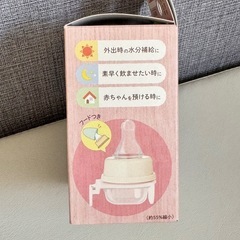 外出時の水分補給に
素早く飲ませたい時に
赤ちゃんを預ける時に
フードつき
(約55%縮小)